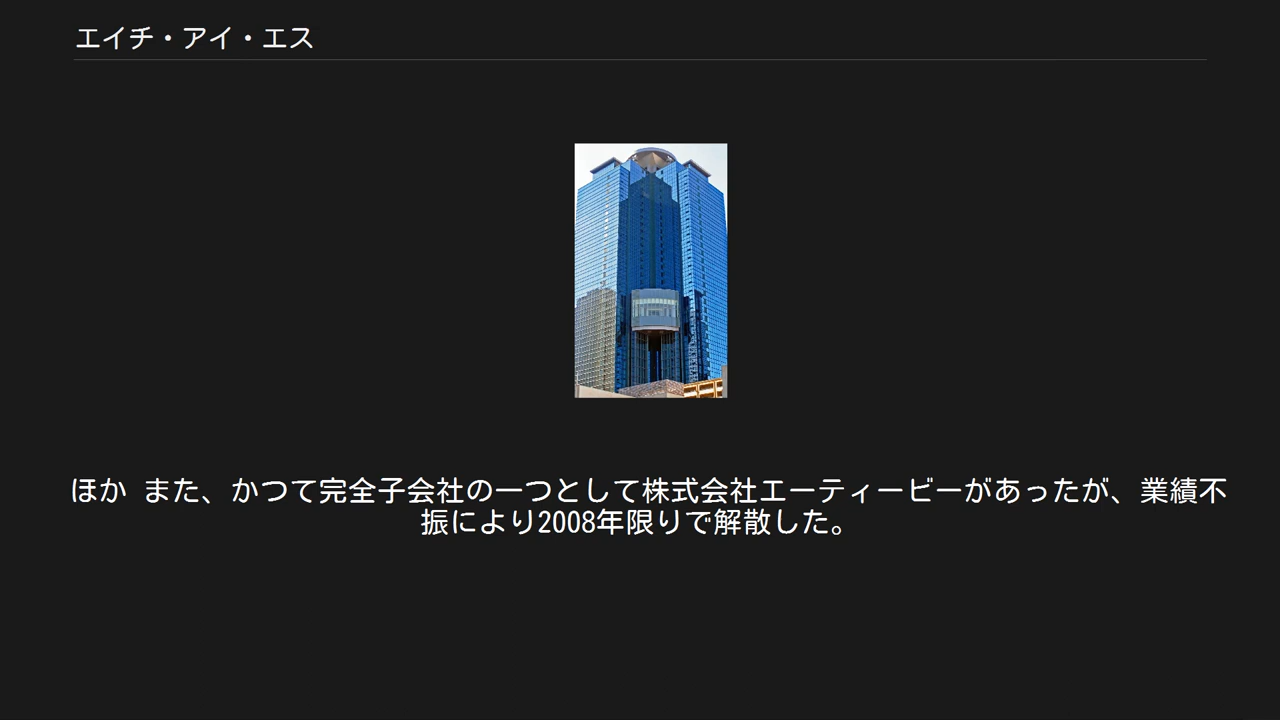 エイチ・アイ・エス
ほか また、かつて完全子会社の一つとして株式会社エーティービーがあったが、業績不
振により2008年限りで解散した。